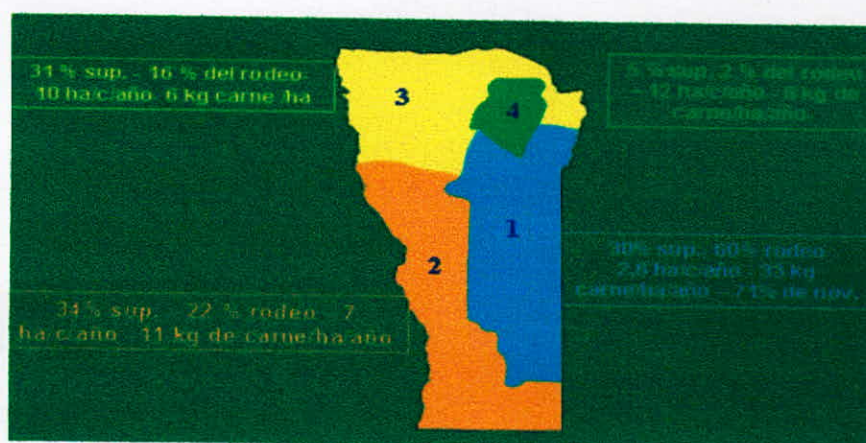 31 % sup. - 16 % del rodeo.
10 ha/c/año. 6 kg carne /ha
5 % sup. 2 % del rodeo
- 12 ha/c/año. 6 kg de
carne/ha/año.
3
4
1
2
30% sup. 60% rodeo
2,8 ha/c/año - 33 kg
carne/ha/año - 71% de nov.
34 % sup. - 22 % rodeo. 7
ha/c/año. 11 kg de carne/ha/año